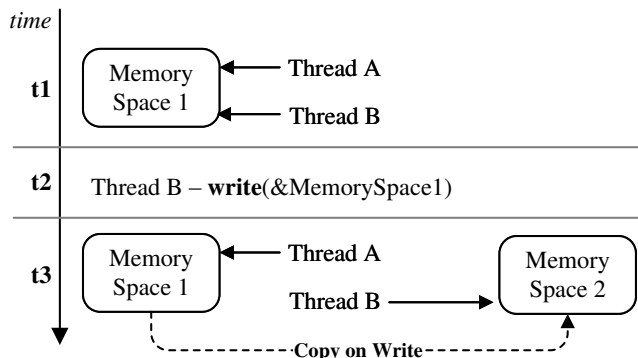 time
t1
Memory
Space 1
Thread A
Thread B
t2
Thread B – write(&MemorySpace1)
t3
Memory
Space 1
Thread A
Thread B
Memory
Space 2
Copy on Write